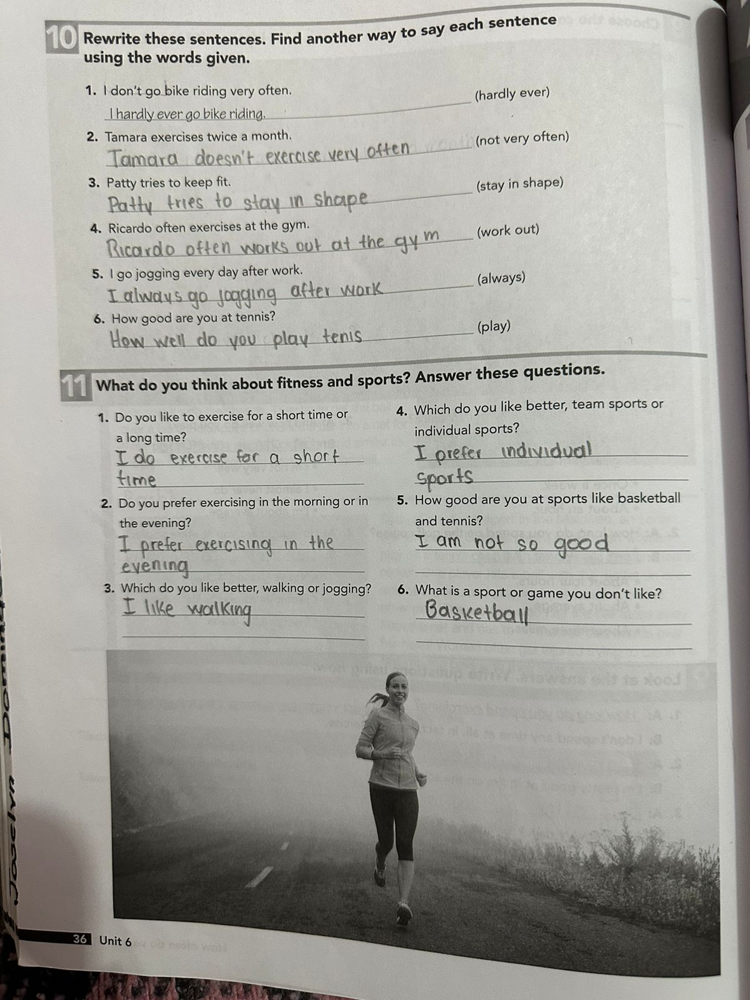 10 Rewrite these sentences. Find another way to say each sentence
using the words given.
1. I don't go bike riding very often.
(hardly ever)
I hardly ever go bike riding.
2. Tamara exercises twice a month.
(not very often)
Tamara doesn't exercise very often
3. Patty tries to keep fit.
(stay in shape)
Patty tries to stay in shape
4. Ricardo often exercises at the gym.
(work out)
Ricardo often works out at the gym
5. I go jogging every day after work.
(always)
I always go jogging after work
6. How good are you at tennis?
(play)
How well do you play tenis
11 What do you think about fitness and sports? Answer these questions.
1. Do you like to exercise for a short time or
a long time?
I do exercise for a short
time
2. Do you prefer exercising in the morning or in
the evening?
I prefer exercising in the
evening
3. Which do you like better, walking or jogging?
I like walking
4. Which do you like better, team sports or
individual sports?
I prefer individual
sports
5. How good are you at sports like basketball
and tennis?
I am not so good
6. What is a sport or game you don't like?
Basketball
36 Unit 6